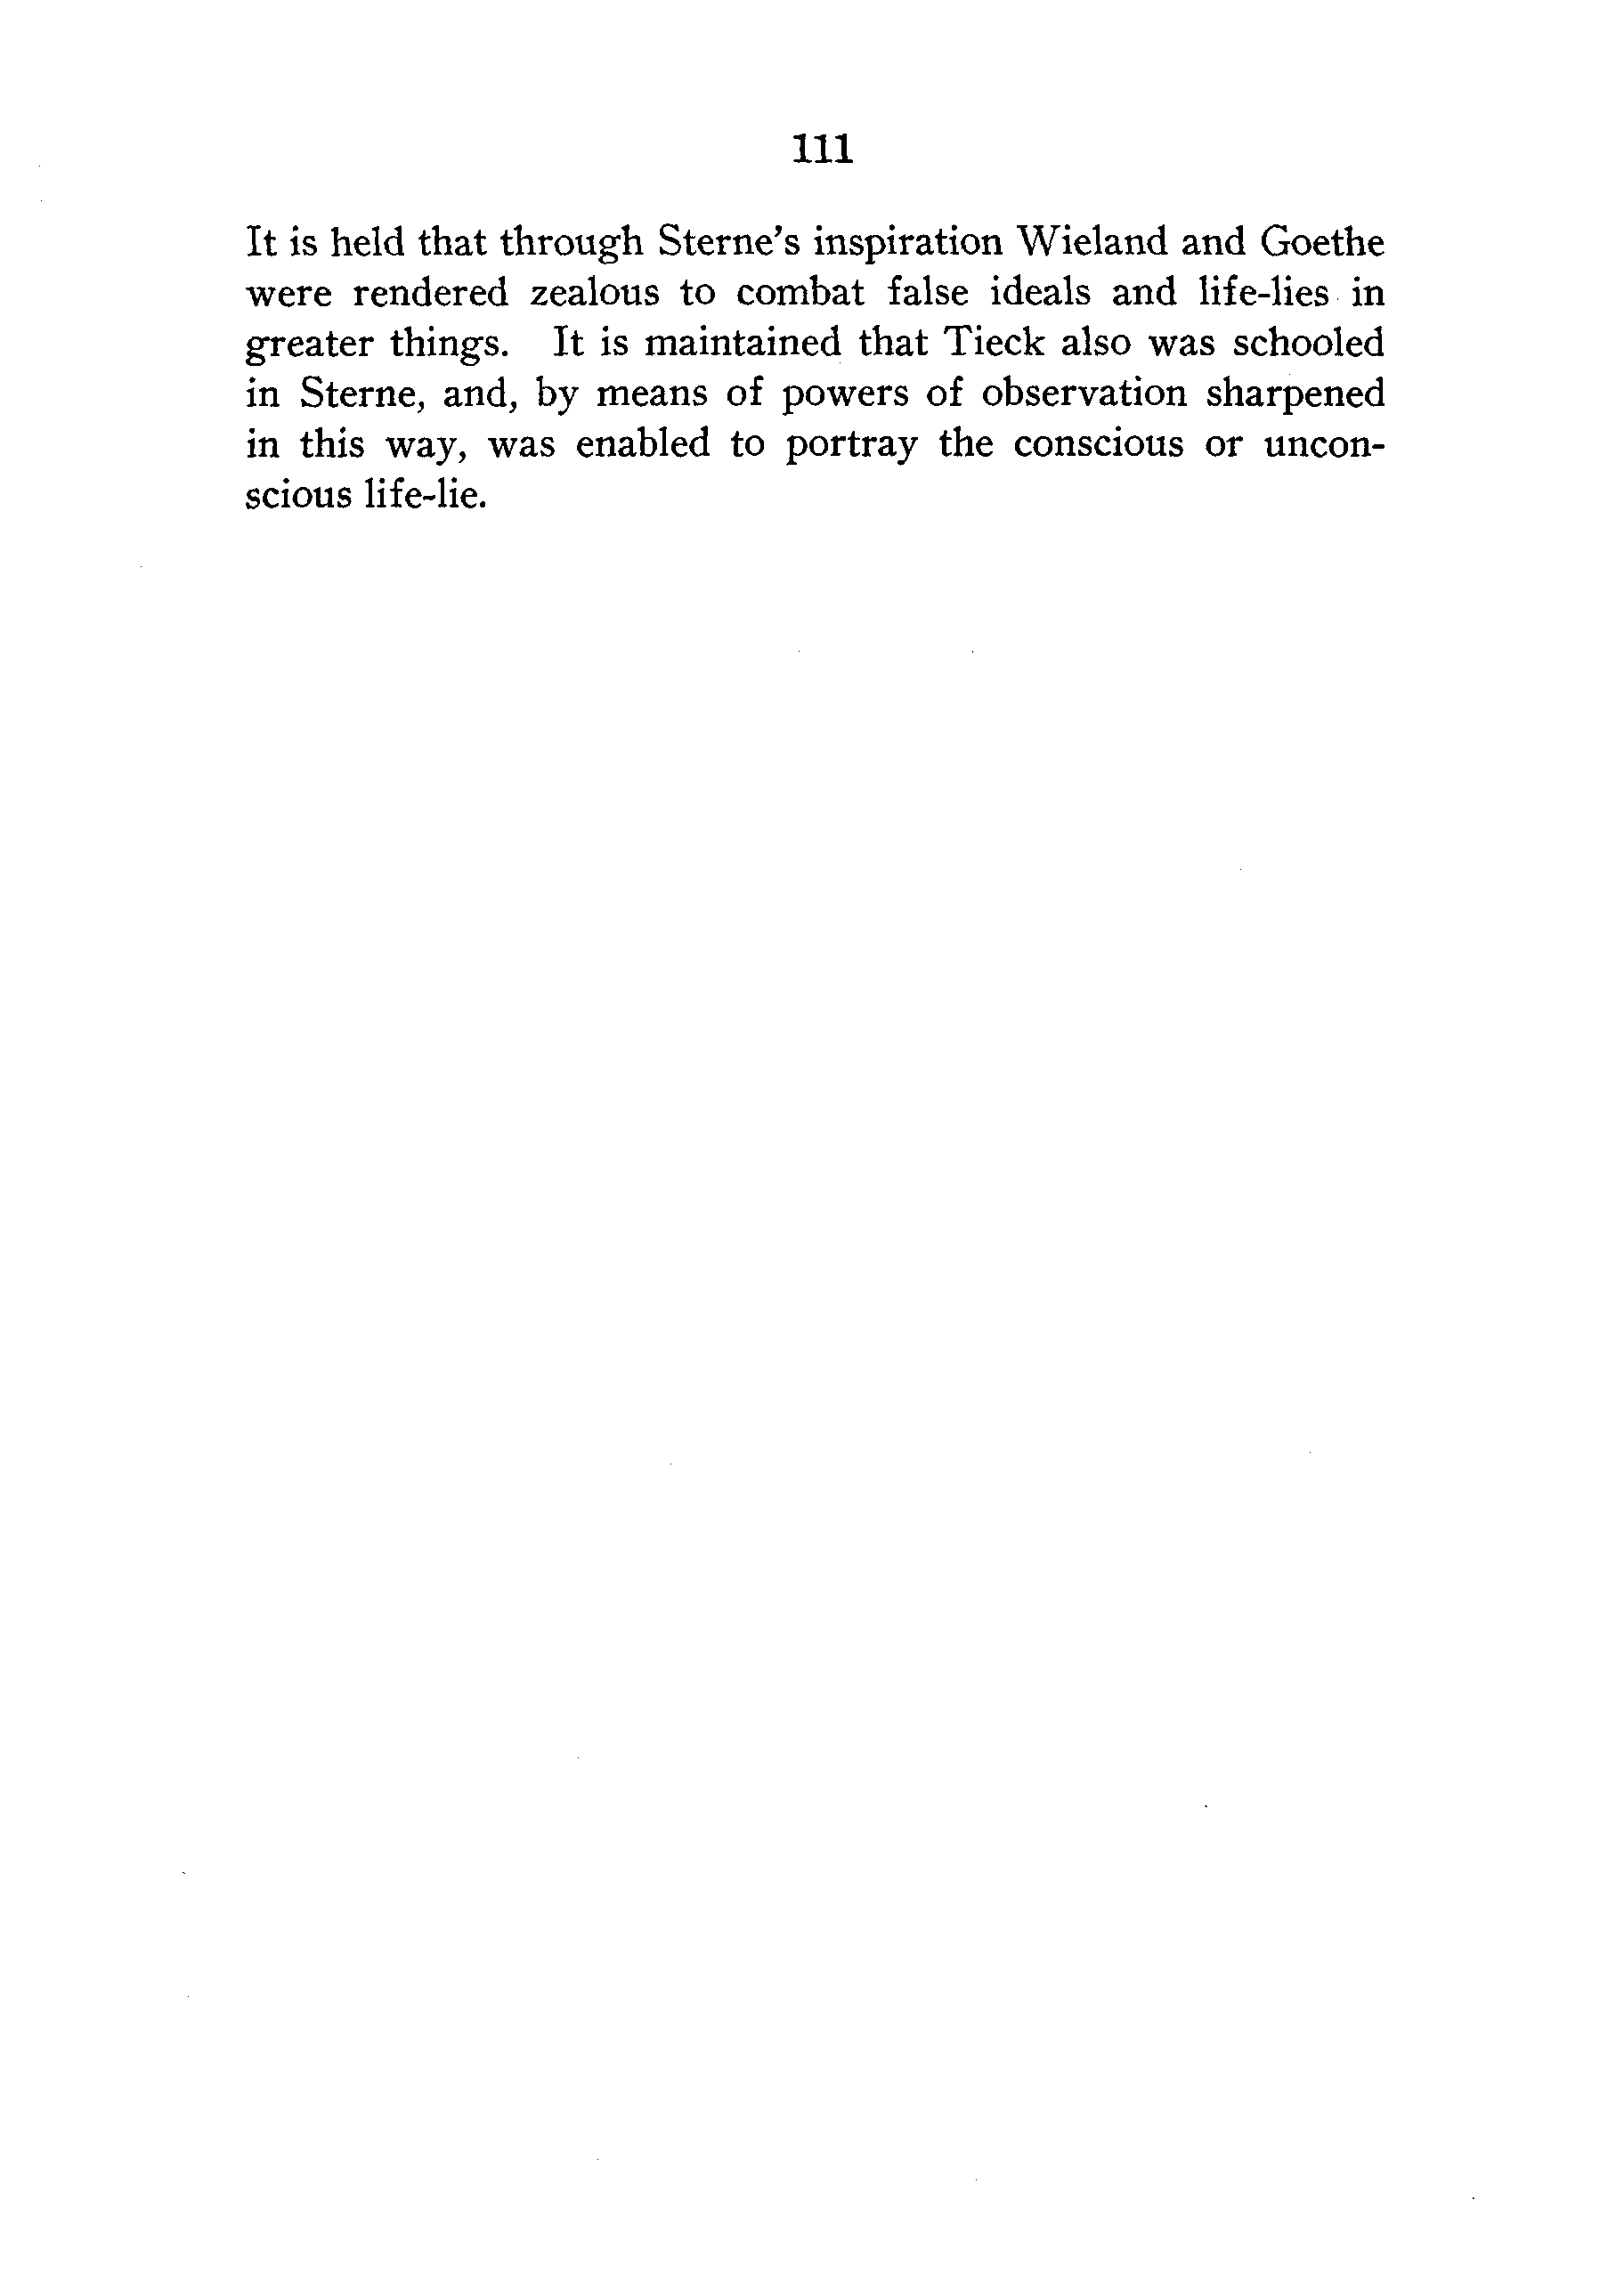 111
It is held that through Sterne's inspiration Wieland and Goethe
were rendered zealous to combat false ideals and life-lies in
greater things. It is maintained that Tieck also was schooled
in Sterne, and, by means of powers of observation sharpened
in this way, was enabled to portray the conscious or uncon-
scious life-lie.